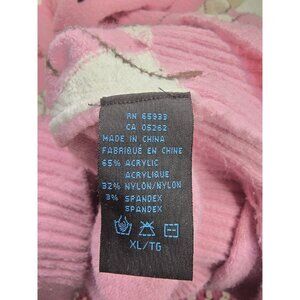 RN 65933
CA 05262
MADE IN CHINA
FABRIQUE EN CHINE
65% ACRYLIC
ACRYLIQUE
32% NYLON/NYLON
3% SPANDEX
SPANDEX
XL/TG